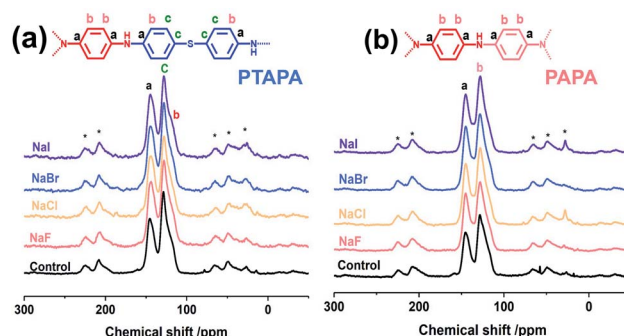 (a)
b b b c c b
N a a N H a c S c a N H
PTAPA
a
C
b
* * * * *
NaI
NaBr
NaCl
NaF
Control
300 200 100 0
Chemical shift /ppm
(b)
b b b b
N a a NH a a N
PAPA
a
b
* * * * *
NaI
NaBr
NaCl
NaF
Control
300 200 100 0
Chemical shift /ppm